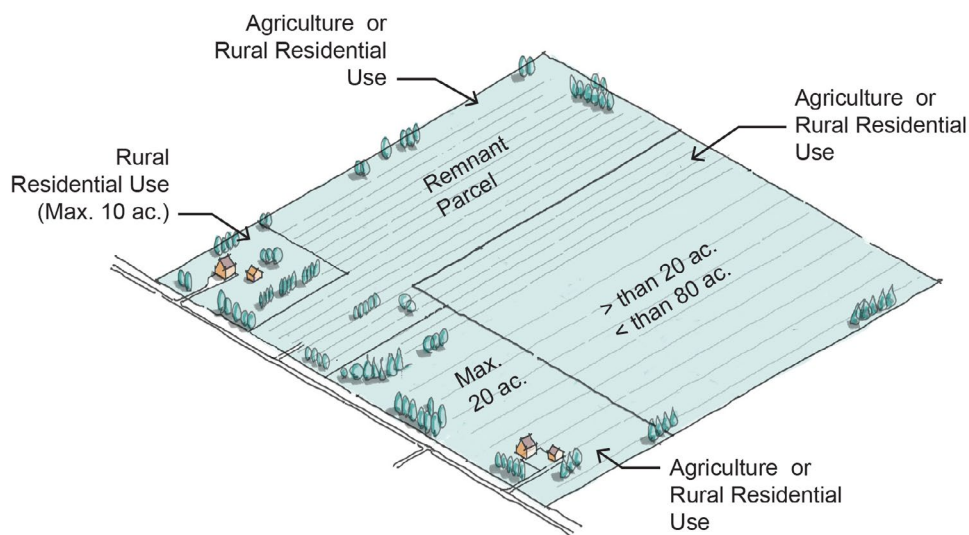 Agriculture or
Rural Residential
Use
Agriculture or
Rural Residential
Use
Rural
Residential Use
(Max. 10 ac.)
Remnant
Parcel
> than 20 ac.
< than 80 ac.
Max.
20 ac.
Agriculture or
Rural Residential
Use